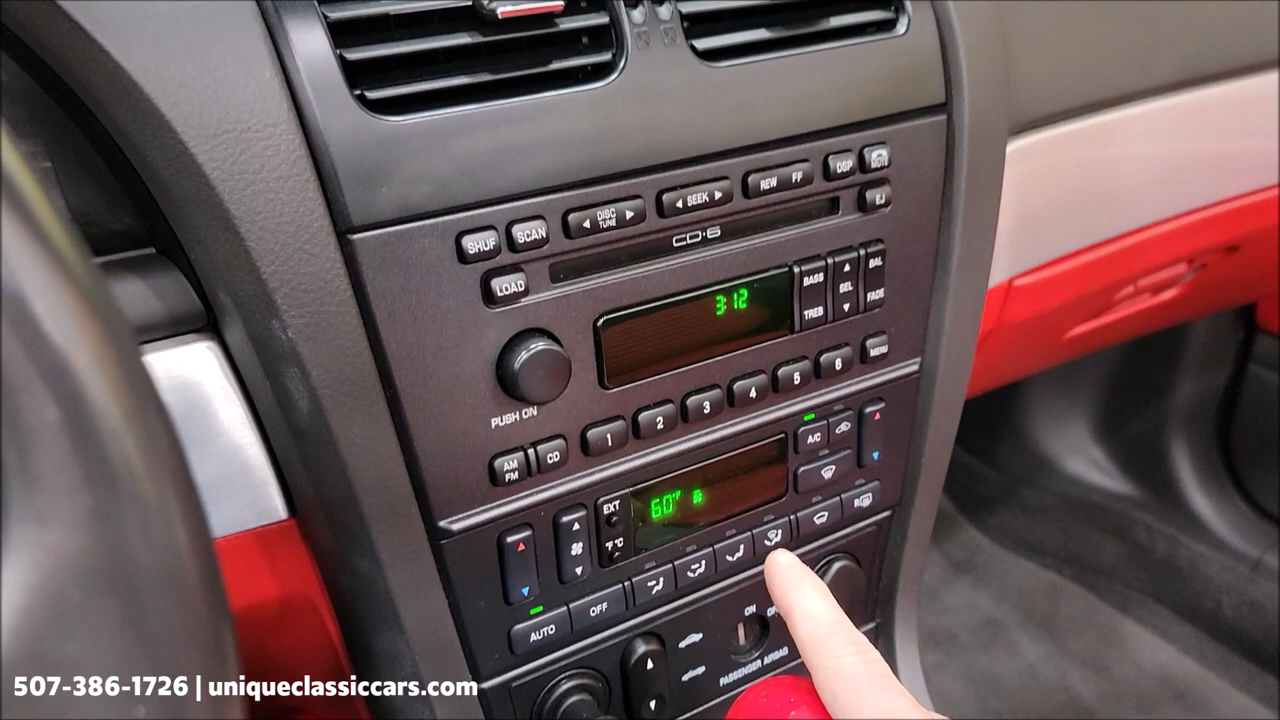 SHUF
SCAN
DISC
TUNE
SEEK
REW FF
DSP
MUTE
EJ
CD·6
LOAD
3:12
BASS
TREB
SEL
BAL
FADE
PUSH ON
MENU
1
2
3
4
5
6
AM
FM
CD
A/C
EXT
60°F
°F°C
R
AUTO
OFF
ON
OF
PASSENGER AIRBAG
507-386-1726 | uniqueclassiccars.com